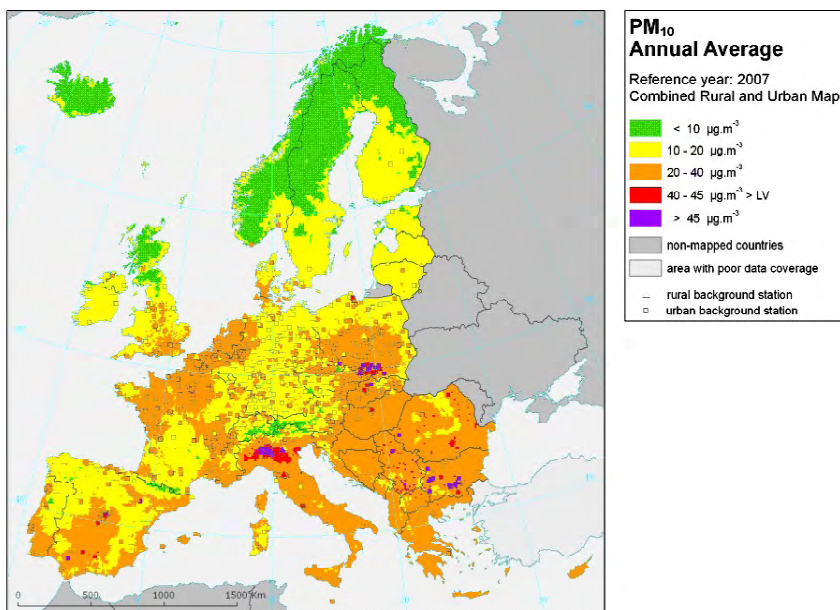 PM₁₀
Annual Average
Reference year: 2007
Combined Rural and Urban Map
< 10 µg.m⁻³
10 - 20 µg.m⁻³
20 - 40 µg.m⁻³
40 - 45 µg.m⁻³ > LV
> 45 µg.m⁻³
non-mapped countries
area with poor data coverage
rural background station
urban background station
0 500 1000 1500 Km